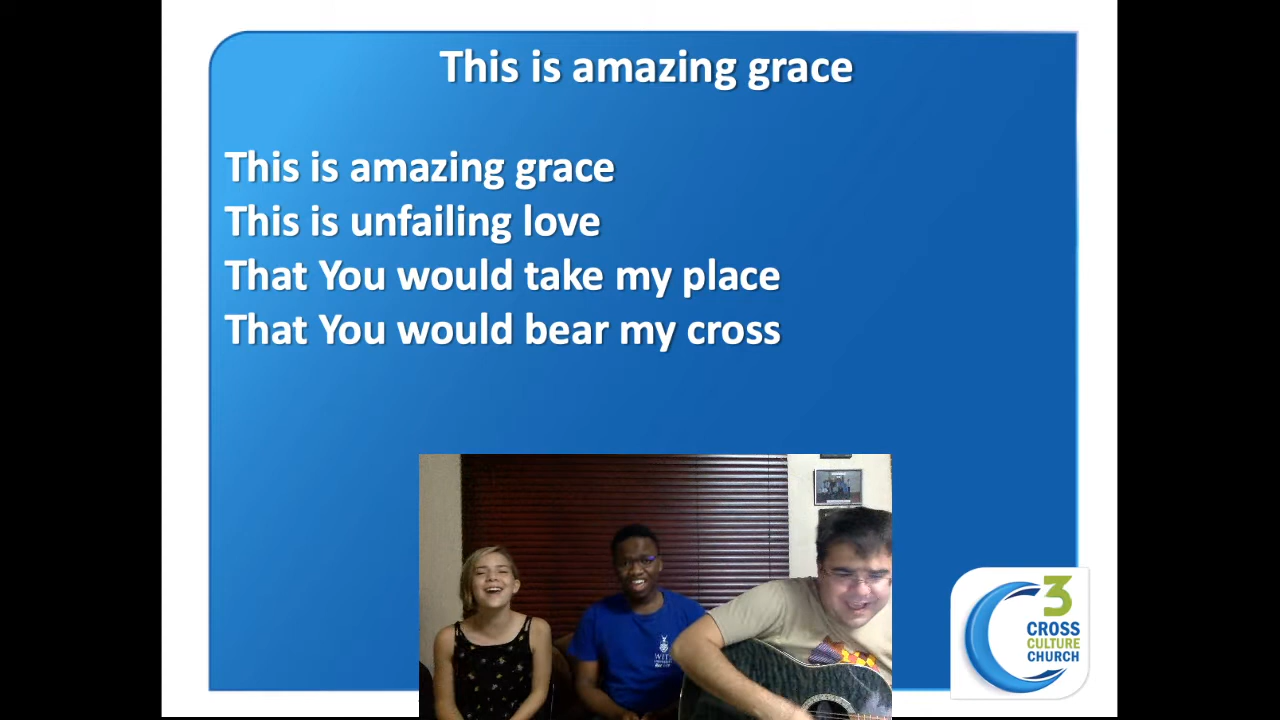 This is amazing grace
This is amazing grace
This is unfailing love
That You would take my place
That You would bear my cross
3
CROSS
CULTURE
CHURCH
WITS